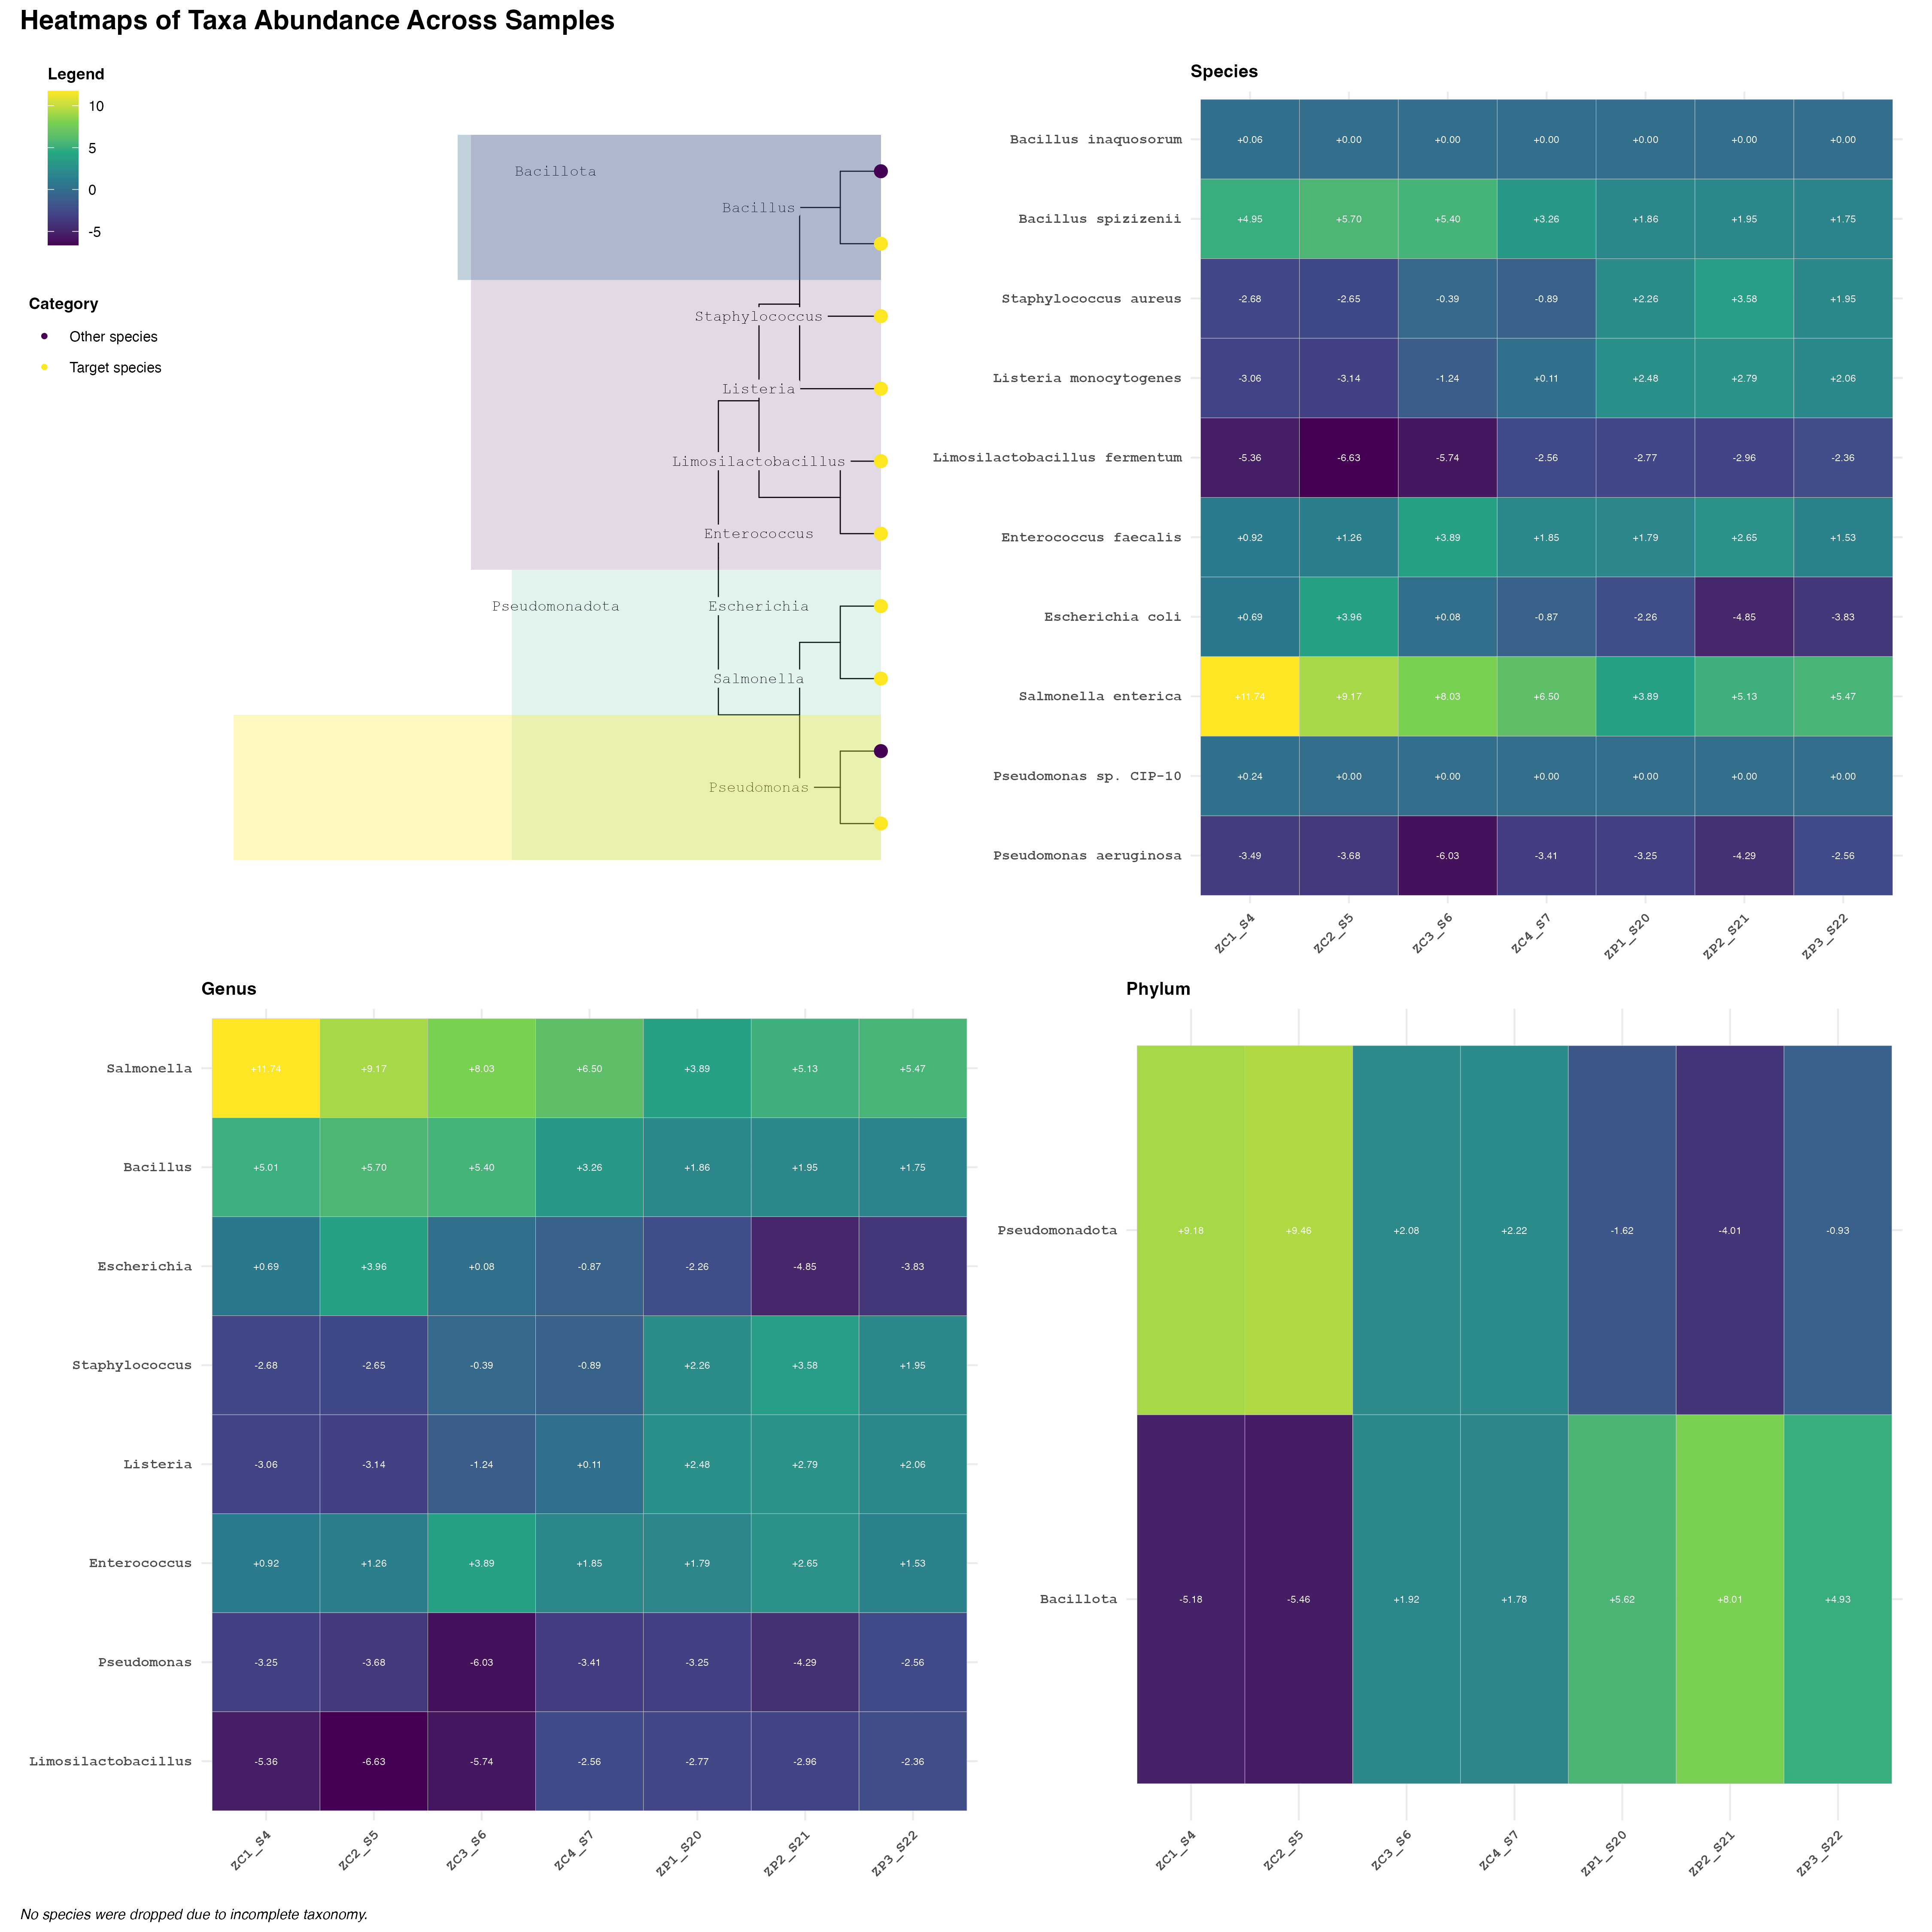 Heatmaps of Taxa Abundance Across Samples
Legend
10
5
0
-5
Category
Other species
Target species
Bacillota
Bacillus
Staphylococcus
Listeria
Limosilactobacillus
Enterococcus
Pseudomonadota
Escherichia
Salmonella
Pseudomonas
Species
Bacillus inaquosorum +0.06 +0.00 +0.00 +0.00 +0.00 +0.00 +0.00
Bacillus spizizenii +4.95 +5.70 +5.40 +3.26 +1.86 +1.95 +1.75
Staphylococcus aureus -2.68 -2.65 -0.39 -0.89 +2.26 +3.58 +1.95
Listeria monocytogenes -3.06 -3.14 -1.24 +0.11 +2.48 +2.79 +2.06
Limosilactobacillus fermentum -5.36 -6.63 -5.74 -2.56 -2.77 -2.96 -2.36
Enterococcus faecalis +0.92 +1.26 +3.89 +1.85 +1.79 +2.65 +1.53
Escherichia coli +0.69 +3.96 +0.08 -0.87 -2.26 -4.85 -3.83
Salmonella enterica +11.74 +9.17 +8.03 +6.50 +3.89 +5.13 +5.47
Pseudomonas sp. CIP-10 +0.24 +0.00 +0.00 +0.00 +0.00 +0.00 +0.00
Pseudomonas aeruginosa -3.49 -3.68 -6.03 -3.41 -3.25 -4.29 -2.56
ZC1_S4 ZC2_S5 ZC3_S6 ZC4_S7 ZP1_S20 ZP2_S21 ZP3_S22
Genus
Salmonella +11.74 +9.17 +8.03 +6.50 +3.89 +5.13 +5.47
Bacillus +5.01 +5.70 +5.40 +3.26 +1.86 +1.95 +1.75
Escherichia +0.69 +3.96 +0.08 -0.87 -2.26 -4.85 -3.83
Staphylococcus -2.68 -2.65 -0.39 -0.89 +2.26 +3.58 +1.95
Listeria -3.06 -3.14 -1.24 +0.11 +2.48 +2.79 +2.06
Enterococcus +0.92 +1.26 +3.89 +1.85 +1.79 +2.65 +1.53
Pseudomonas -3.25 -3.68 -6.03 -3.41 -3.25 -4.29 -2.56
Limosilactobacillus -5.36 -6.63 -5.74 -2.56 -2.77 -2.96 -2.36
ZC1_S4 ZC2_S5 ZC3_S6 ZC4_S7 ZP1_S20 ZP2_S21 ZP3_S22
Phylum
Pseudomonadota +9.18 +9.46 +2.08 +2.22 -1.62 -4.01 -0.93
Bacillota -5.18 -5.46 +1.92 +1.78 +5.62 +8.01 +4.93
ZC1_S4 ZC2_S5 ZC3_S6 ZC4_S7 ZP1_S20 ZP2_S21 ZP3_S22
No species were dropped due to incomplete taxonomy.